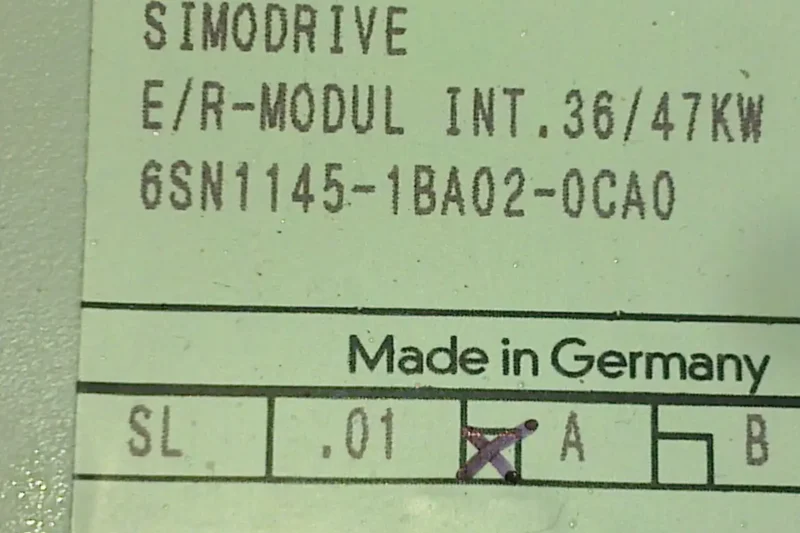 SIMODRIVE
E/R-MODUL INT.36/47KW
6SN1145-1BA02-0CA0
Made in Germany
SL .01 A B